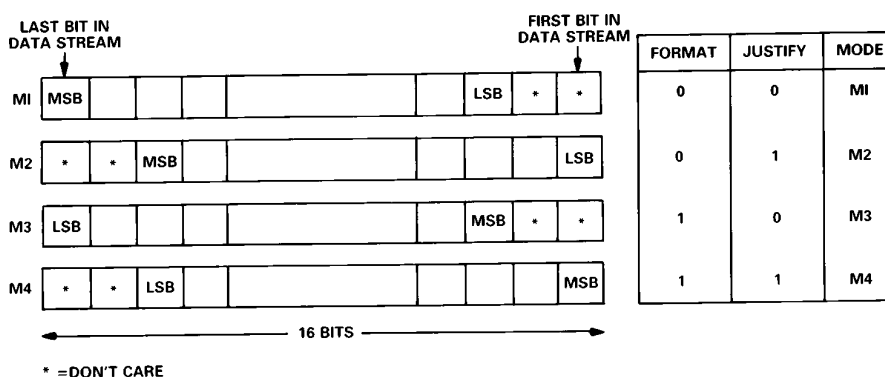 LAST BIT IN
DATA STREAM
FIRST BIT IN
DATA STREAM
FORMAT JUSTIFY MODE
MI MSB LSB * * 0 0 MI
M2 * * MSB LSB 0 1 M2
M3 LSB MSB * * 1 0 M3
M4 * * LSB MSB 1 1 M4
16 BITS
* =DON'T CARE